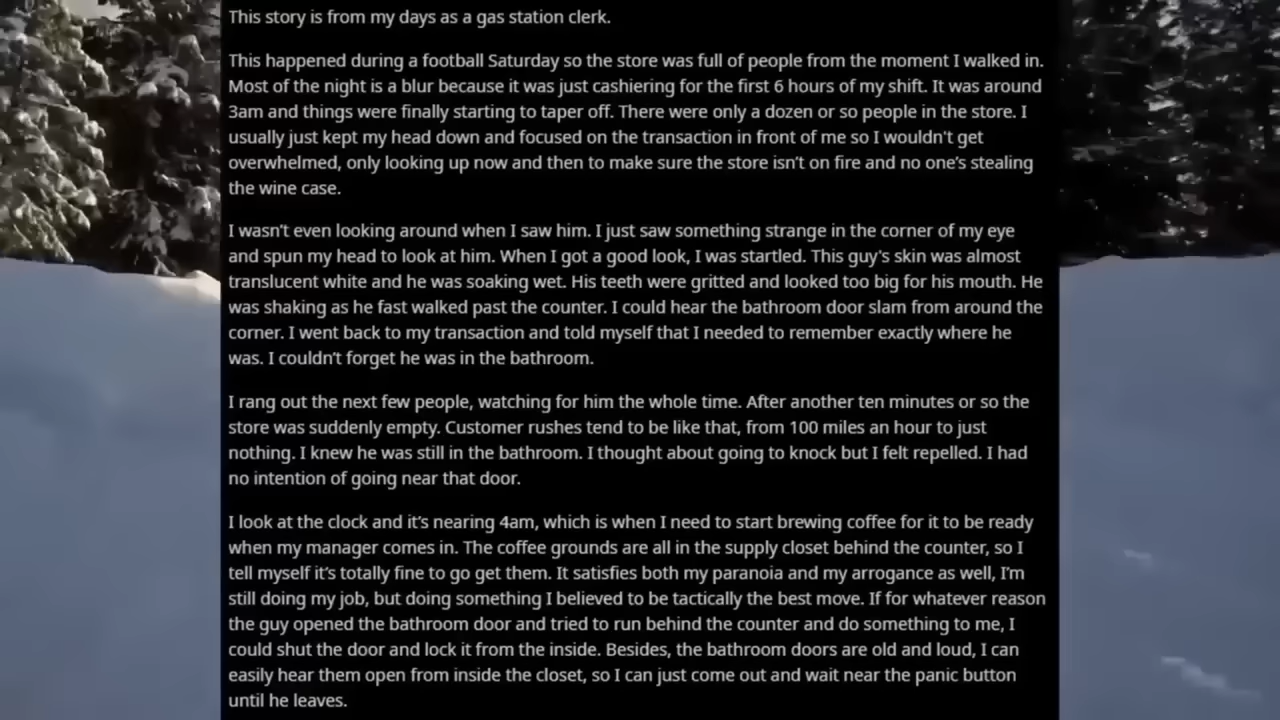 This story is from my days as a gas station clerk.
This happened during a football Saturday so the store was full of people from the moment I walked in.
Most of the night is a blur because it was just cashiering for the first 6 hours of my shift. It was around
3am and things were finally starting to taper off. There were only a dozen or so people in the store. I
usually just kept my head down and focused on the transaction in front of me so I wouldn't get
overwhelmed, only looking up now and then to make sure the store isn’t on fire and no one’s stealing
the wine case.
I wasn’t even looking around when I saw him. I just saw something strange in the corner of my eye
and spun my head to look at him. When I got a good look, I was startled. This guy's skin was almost
translucent white and he was soaking wet. His teeth were gritted and looked too big for his mouth. He
was shaking as he fast walked past the counter. I could hear the bathroom door slam from around the
corner. I went back to my transaction and told myself that I needed to remember exactly where he
was. I couldn’t forget he was in the bathroom.
I rang out the next few people, watching for him the whole time. After another ten minutes or so the
store was suddenly empty. Customer rushes tend to be like that, from 100 miles an hour to just
nothing. I knew he was still in the bathroom. I thought about going to knock but I felt repelled. I had
no intention of going near that door.
I look at the clock and it’s nearing 4am, which is when I need to start brewing coffee for it to be ready
when my manager comes in. The coffee grounds are all in the supply closet behind the counter, so I
tell myself it’s totally fine to go get them. It satisfies both my paranoia and my arrogance as well, I’m
still doing my job, but doing something I believed to be tactically the best move. If for whatever reason
the guy opened the bathroom door and tried to run behind the counter and do something to me, I
could shut the door and lock it from the inside. Besides, the bathroom doors are old and loud, I can
easily hear them open from inside the closet, so I can just come out and wait near the panic button
until he leaves.